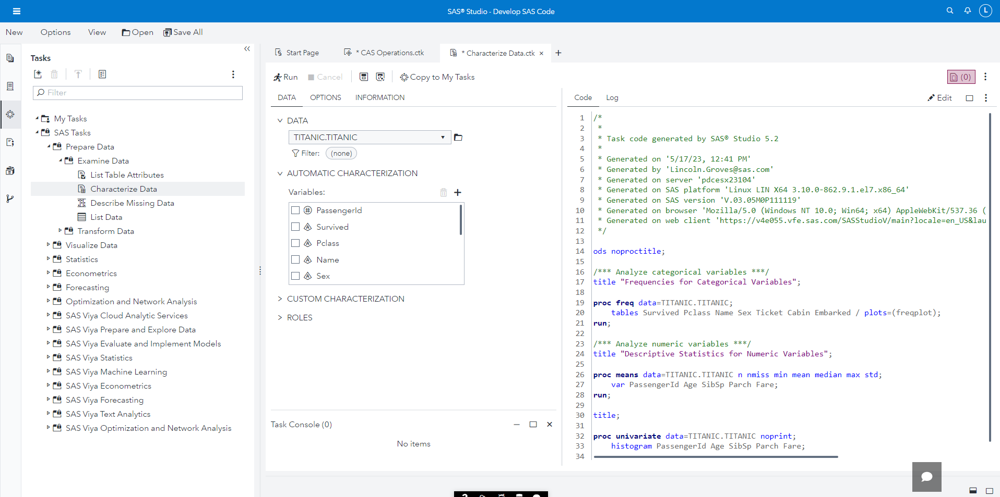 SAS® Studio - Develop SAS Code
L
New Options View Open Save All
Tasks
Filter
My Tasks
SAS Tasks
Prepare Data
Examine Data
List Table Attributes
Characterize Data
Describe Missing Data
List Data
Transform Data
Visualize Data
Statistics
Econometrics
Forecasting
Optimization and Network Analysis
SAS Viya Cloud Analytic Services
SAS Viya Prepare and Explore Data
SAS Viya Evaluate and Implement Models
SAS Viya Statistics
SAS Viya Machine Learning
SAS Viya Econometrics
SAS Viya Forecasting
SAS Viya Text Analytics
SAS Viya Optimization and Network Analysis
Start Page * CAS Operations.ctk * Characterize Data.ctk × +
Run Cancel Copy to My Tasks (0)
DATA OPTIONS INFORMATION
DATA
TITANIC.TITANIC
Filter: (none)
AUTOMATIC CHARACTERIZATION
Variables:
PassengerId
Survived
Pclass
Name
Sex
CUSTOM CHARACTERIZATION
ROLES
Task Console (0)
No items
Code Log Edit
1 /*
2 *
3 * Task code generated by SAS® Studio 5.2
4 *
5 * Generated on '5/17/23, 12:41 PM'
6 * Generated by 'Lincoln.Groves@sas.com'
7 * Generated on server 'pdcesx23104'
8 * Generated on SAS platform 'Linux LIN X64 3.10.0-862.9.1.el7.x86_64'
9 * Generated on SAS version 'V.03.05M0P111119'
10 * Generated on browser 'Mozilla/5.0 (Windows NT 10.0; Win64; x64) AppleWebKit/537.36 (
11 * Generated on web client 'https://v4e055.vfe.sas.com/SASStudioV/main?locale=en_US&lau
12 */
13
14 ods noproctitle;
15
16 /*** Analyze categorical variables ***/
17 title "Frequencies for Categorical Variables";
18
19 proc freq data=TITANIC.TITANIC;
20 tables Survived Pclass Name Sex Ticket Cabin Embarked / plots=(freqplot);
21 run;
22
23 /*** Analyze numeric variables ***/
24 title "Descriptive Statistics for Numeric Variables";
25
26 proc means data=TITANIC.TITANIC n nmiss min mean median max std;
27 var PassengerId Age SibSp Parch Fare;
28 run;
29
30 title;
31
32 proc univariate data=TITANIC.TITANIC noprint;
33 histogram PassengerId Age SibSp Parch Fare;
34